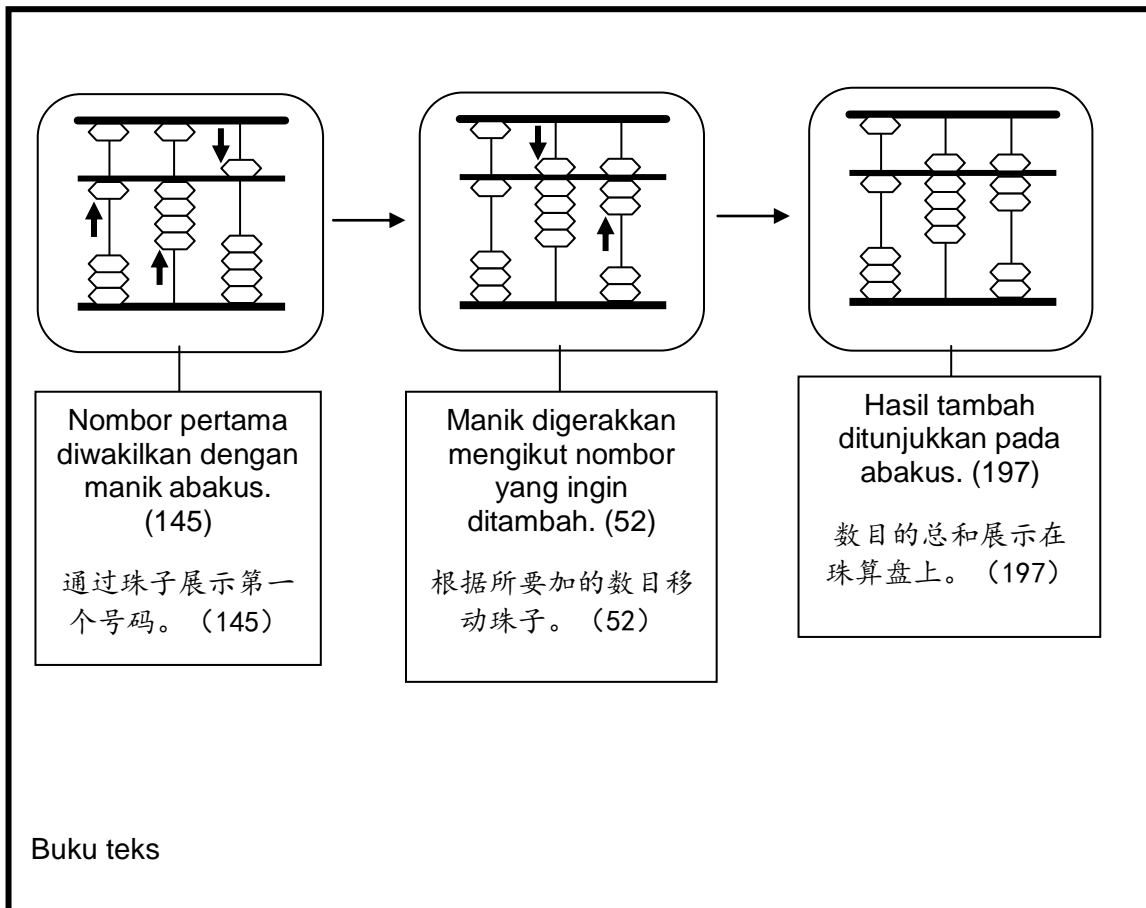 Nombor pertama
diwakilkan dengan
manik abakus.
(145)
通过珠子展示第一
个号码。（145）
Manik digerakkan
mengikut nombor
yang ingin
ditambah. (52)
根据所要加的数目移
动珠子。（52）
Hasil tambah
ditunjukkan pada
abakus. (197)
数目的总和展示在
珠算盘上。（197）
Buku teks